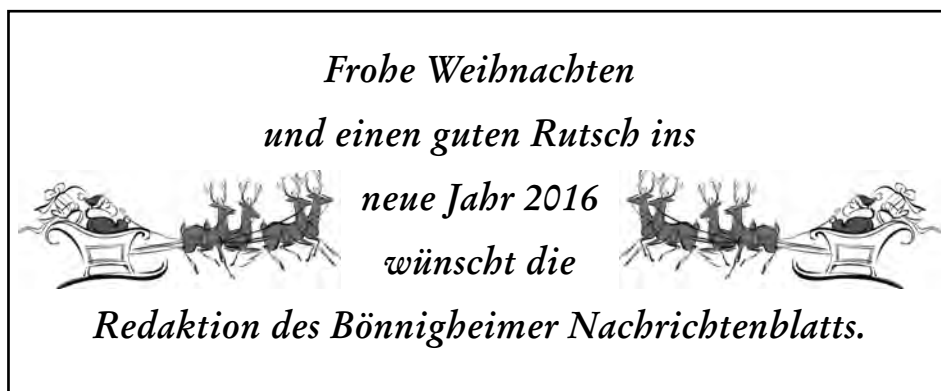 Frohe Weihnachten
und einen guten Rutsch ins
neue Jahr 2016
wünscht die
Redaktion des Bönnigheimer Nachrichtenblatts.